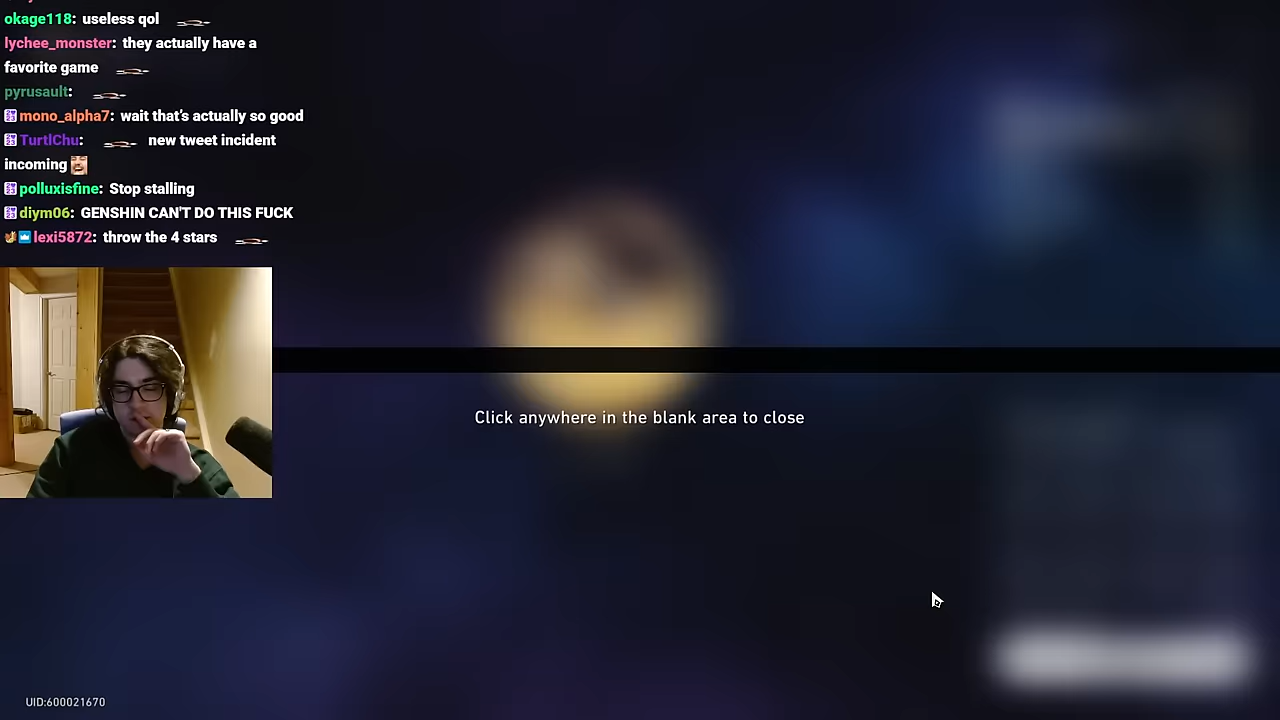 okage118: useless qol
lychee_monster: they actually have a
favorite game
pyrusault:
mono_alpha7: wait that's actually so good
TurtlChu: new tweet incident
incoming
polluxisfine: Stop stalling
diym06: GENSHIN CAN'T DO THIS FUCK
lexi5872: throw the 4 stars
Click anywhere in the blank area to close
UID:600021670